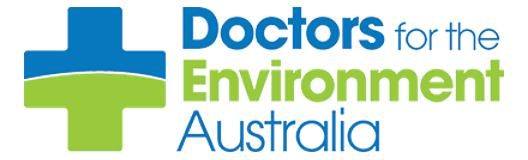 Doctors for the
Environment
Australia